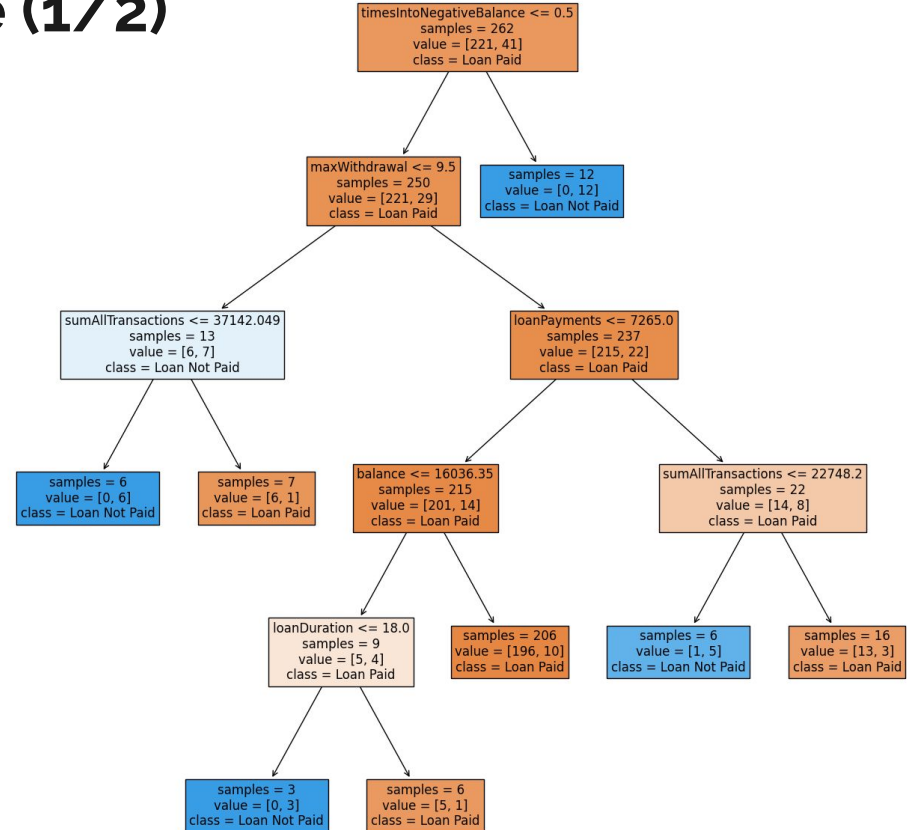 e (1/2)
timesIntoNegativeBalance <= 0.5
samples = 262
value = [221, 41]
class = Loan Paid
maxWithdrawal <= 9.5
samples = 250
value = [221, 29]
class = Loan Paid
samples = 12
value = [0, 12]
class = Loan Not Paid
sumAllTransactions <= 37142.049
samples = 13
value = [6, 7]
class = Loan Not Paid
loanPayments <= 7265.0
samples = 237
value = [215, 22]
class = Loan Paid
samples = 6
value = [0, 6]
class = Loan Not Paid
samples = 7
value = [6, 1]
class = Loan Paid
balance <= 16036.35
samples = 215
value = [201, 14]
class = Loan Paid
sumAllTransactions <= 22748.2
samples = 22
value = [14, 8]
class = Loan Paid
loanDuration <= 18.0
samples = 9
value = [5, 4]
class = Loan Paid
samples = 206
value = [196, 10]
class = Loan Paid
samples = 6
value = [1, 5]
class = Loan Not Paid
samples = 16
value = [13, 3]
class = Loan Paid
samples = 3
value = [0, 3]
class = Loan Not Paid
samples = 6
value = [5, 1]
class = Loan Paid